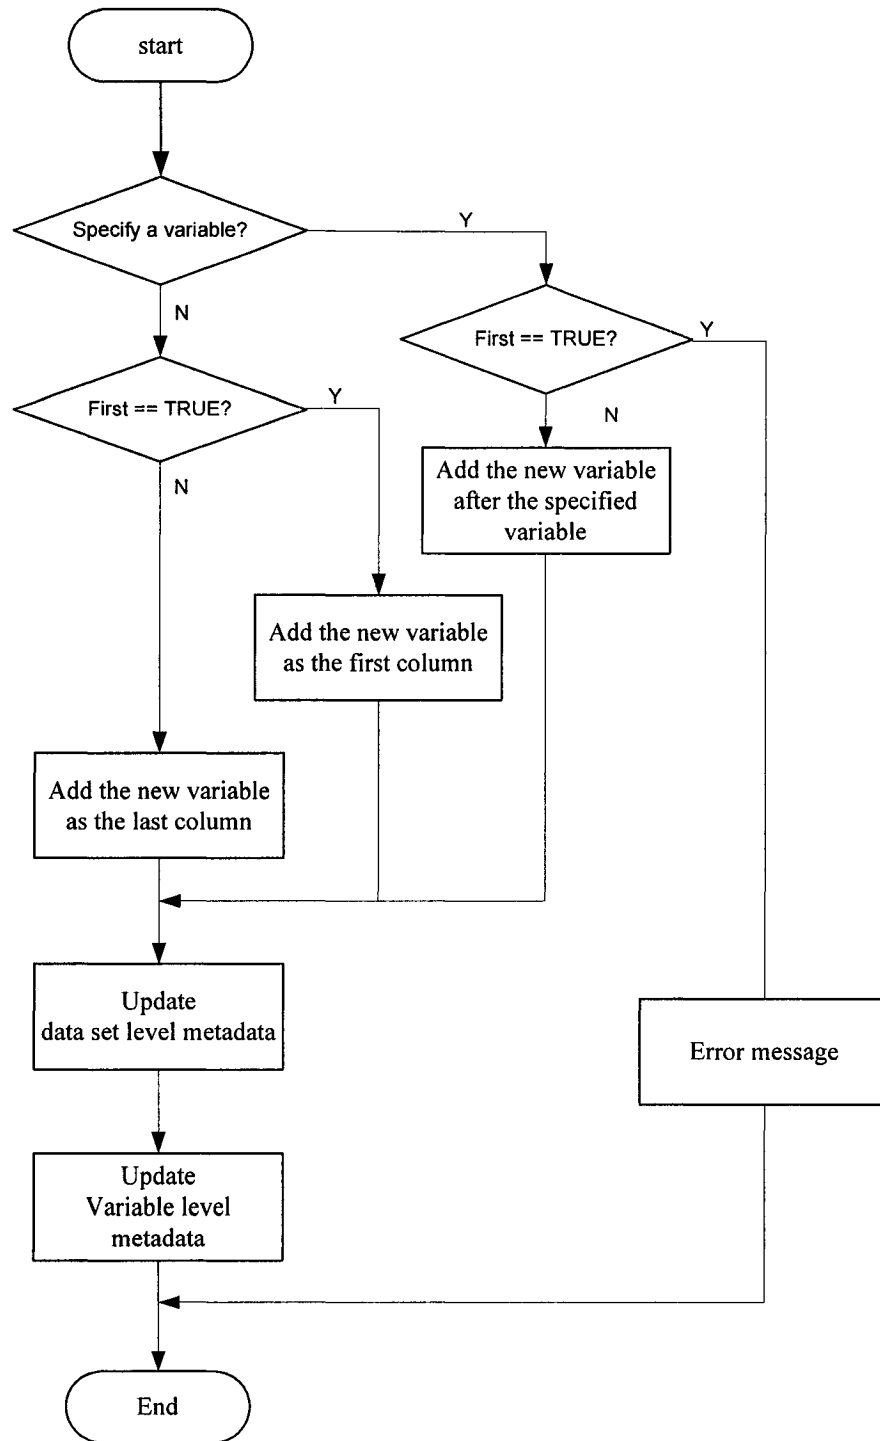 start
Specify a variable?
Y
N
First == TRUE?
Y
First == TRUE?
Y
N
N
Add the new variable
after the specified
variable
Add the new variable
as the first column
Add the new variable
as the last column
Update
data set level metadata
Error message
Update
Variable level
metadata
End